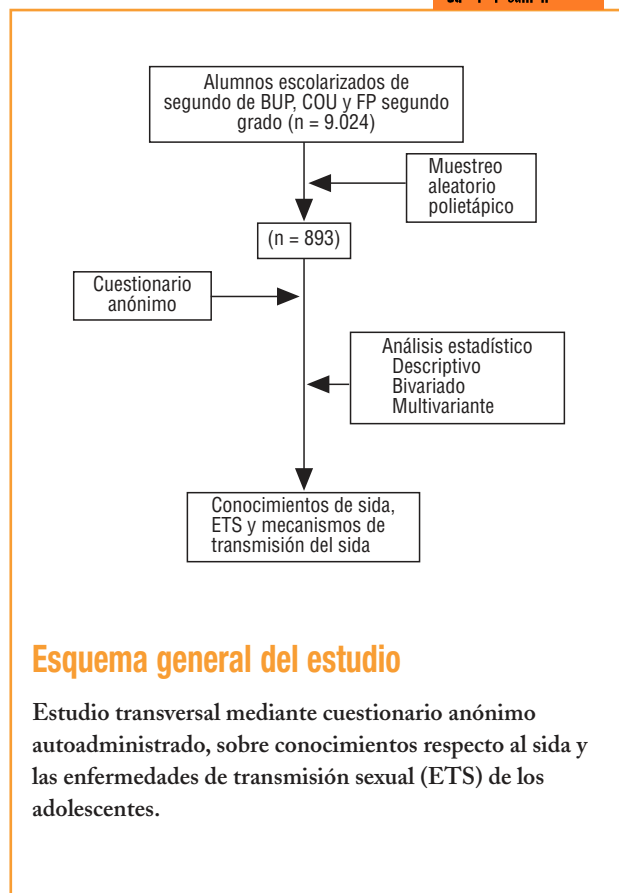 Alumnos escolarizados de
segundo de BUP, COU y FP segundo
grado (n = 9.024)
Muestreo
aleatorio
polietápico
(n = 893)
Cuestionario
anónimo
Análisis estadístico
Descriptivo
Bivariado
Multivariante
Conocimientos de sida,
ETS y mecanismos de
transmisión del sida
Esquema general del estudio
Estudio transversal mediante cuestionario anónimo
autoadministrado, sobre conocimientos respecto al sida y
las enfermedades de transmisión sexual (ETS) de los
adolescentes.